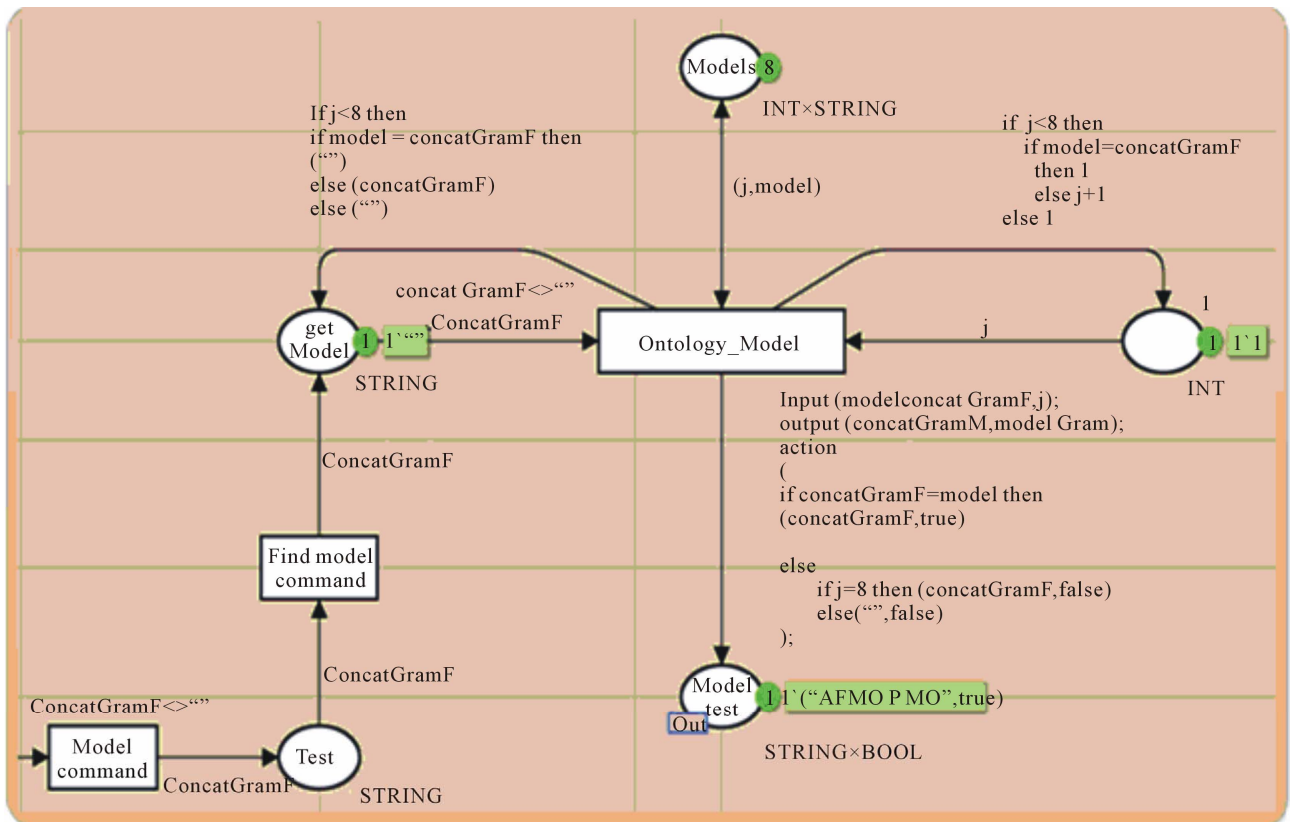 Models 8
INT×STRING
If j<8 then
if model = concatGramF then
(“”)
else (concatGramF)
else (“”)
if j<8 then
if model=concatGramF
then 1
else j+1
else 1
(j,model)
concat GramF<>“”
ConcatGramF
get
Model
1 1`“”
STRING
Ontology_Model
j
1
1 1`1
INT
Input (modelconcat GramF,j);
output (concatGramM,model Gram);
action
(
if concatGramF=model then
(concatGramF,true)
else
if j=8 then (concatGramF,false)
else(“”,false)
);
ConcatGramF
Find model
command
ConcatGramF
Model
test
Out
1 1`(“AFMO P MO”,true)
STRING×BOOL
ConcatGramF<>“”
Model
command
ConcatGramF
Test
STRING